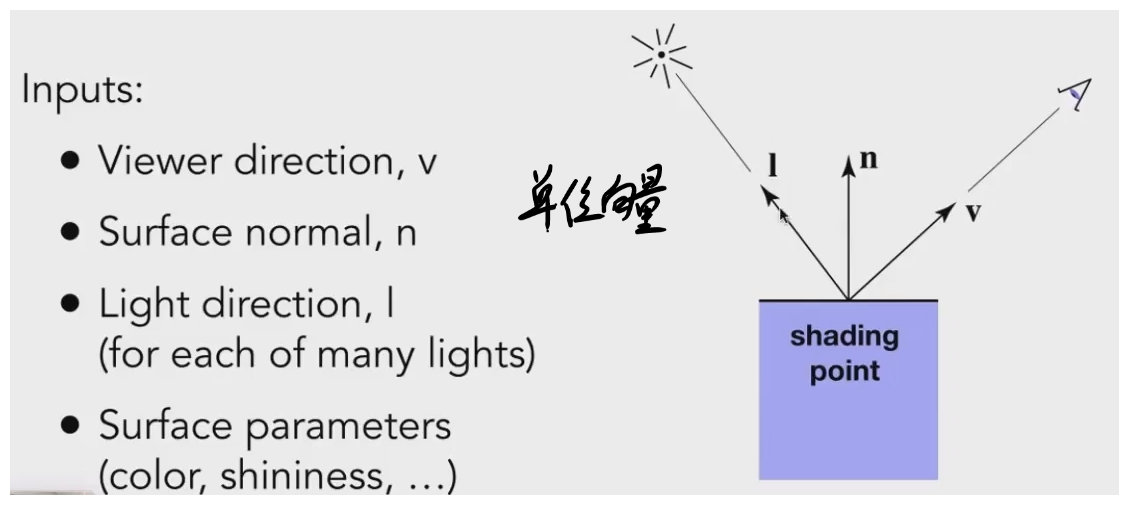 Inputs:
● Viewer direction, v
● Surface normal, n
● Light direction, l
(for each of many lights)
● Surface parameters
(color, shininess, ...)
单位向量
l
n
v
shading
point